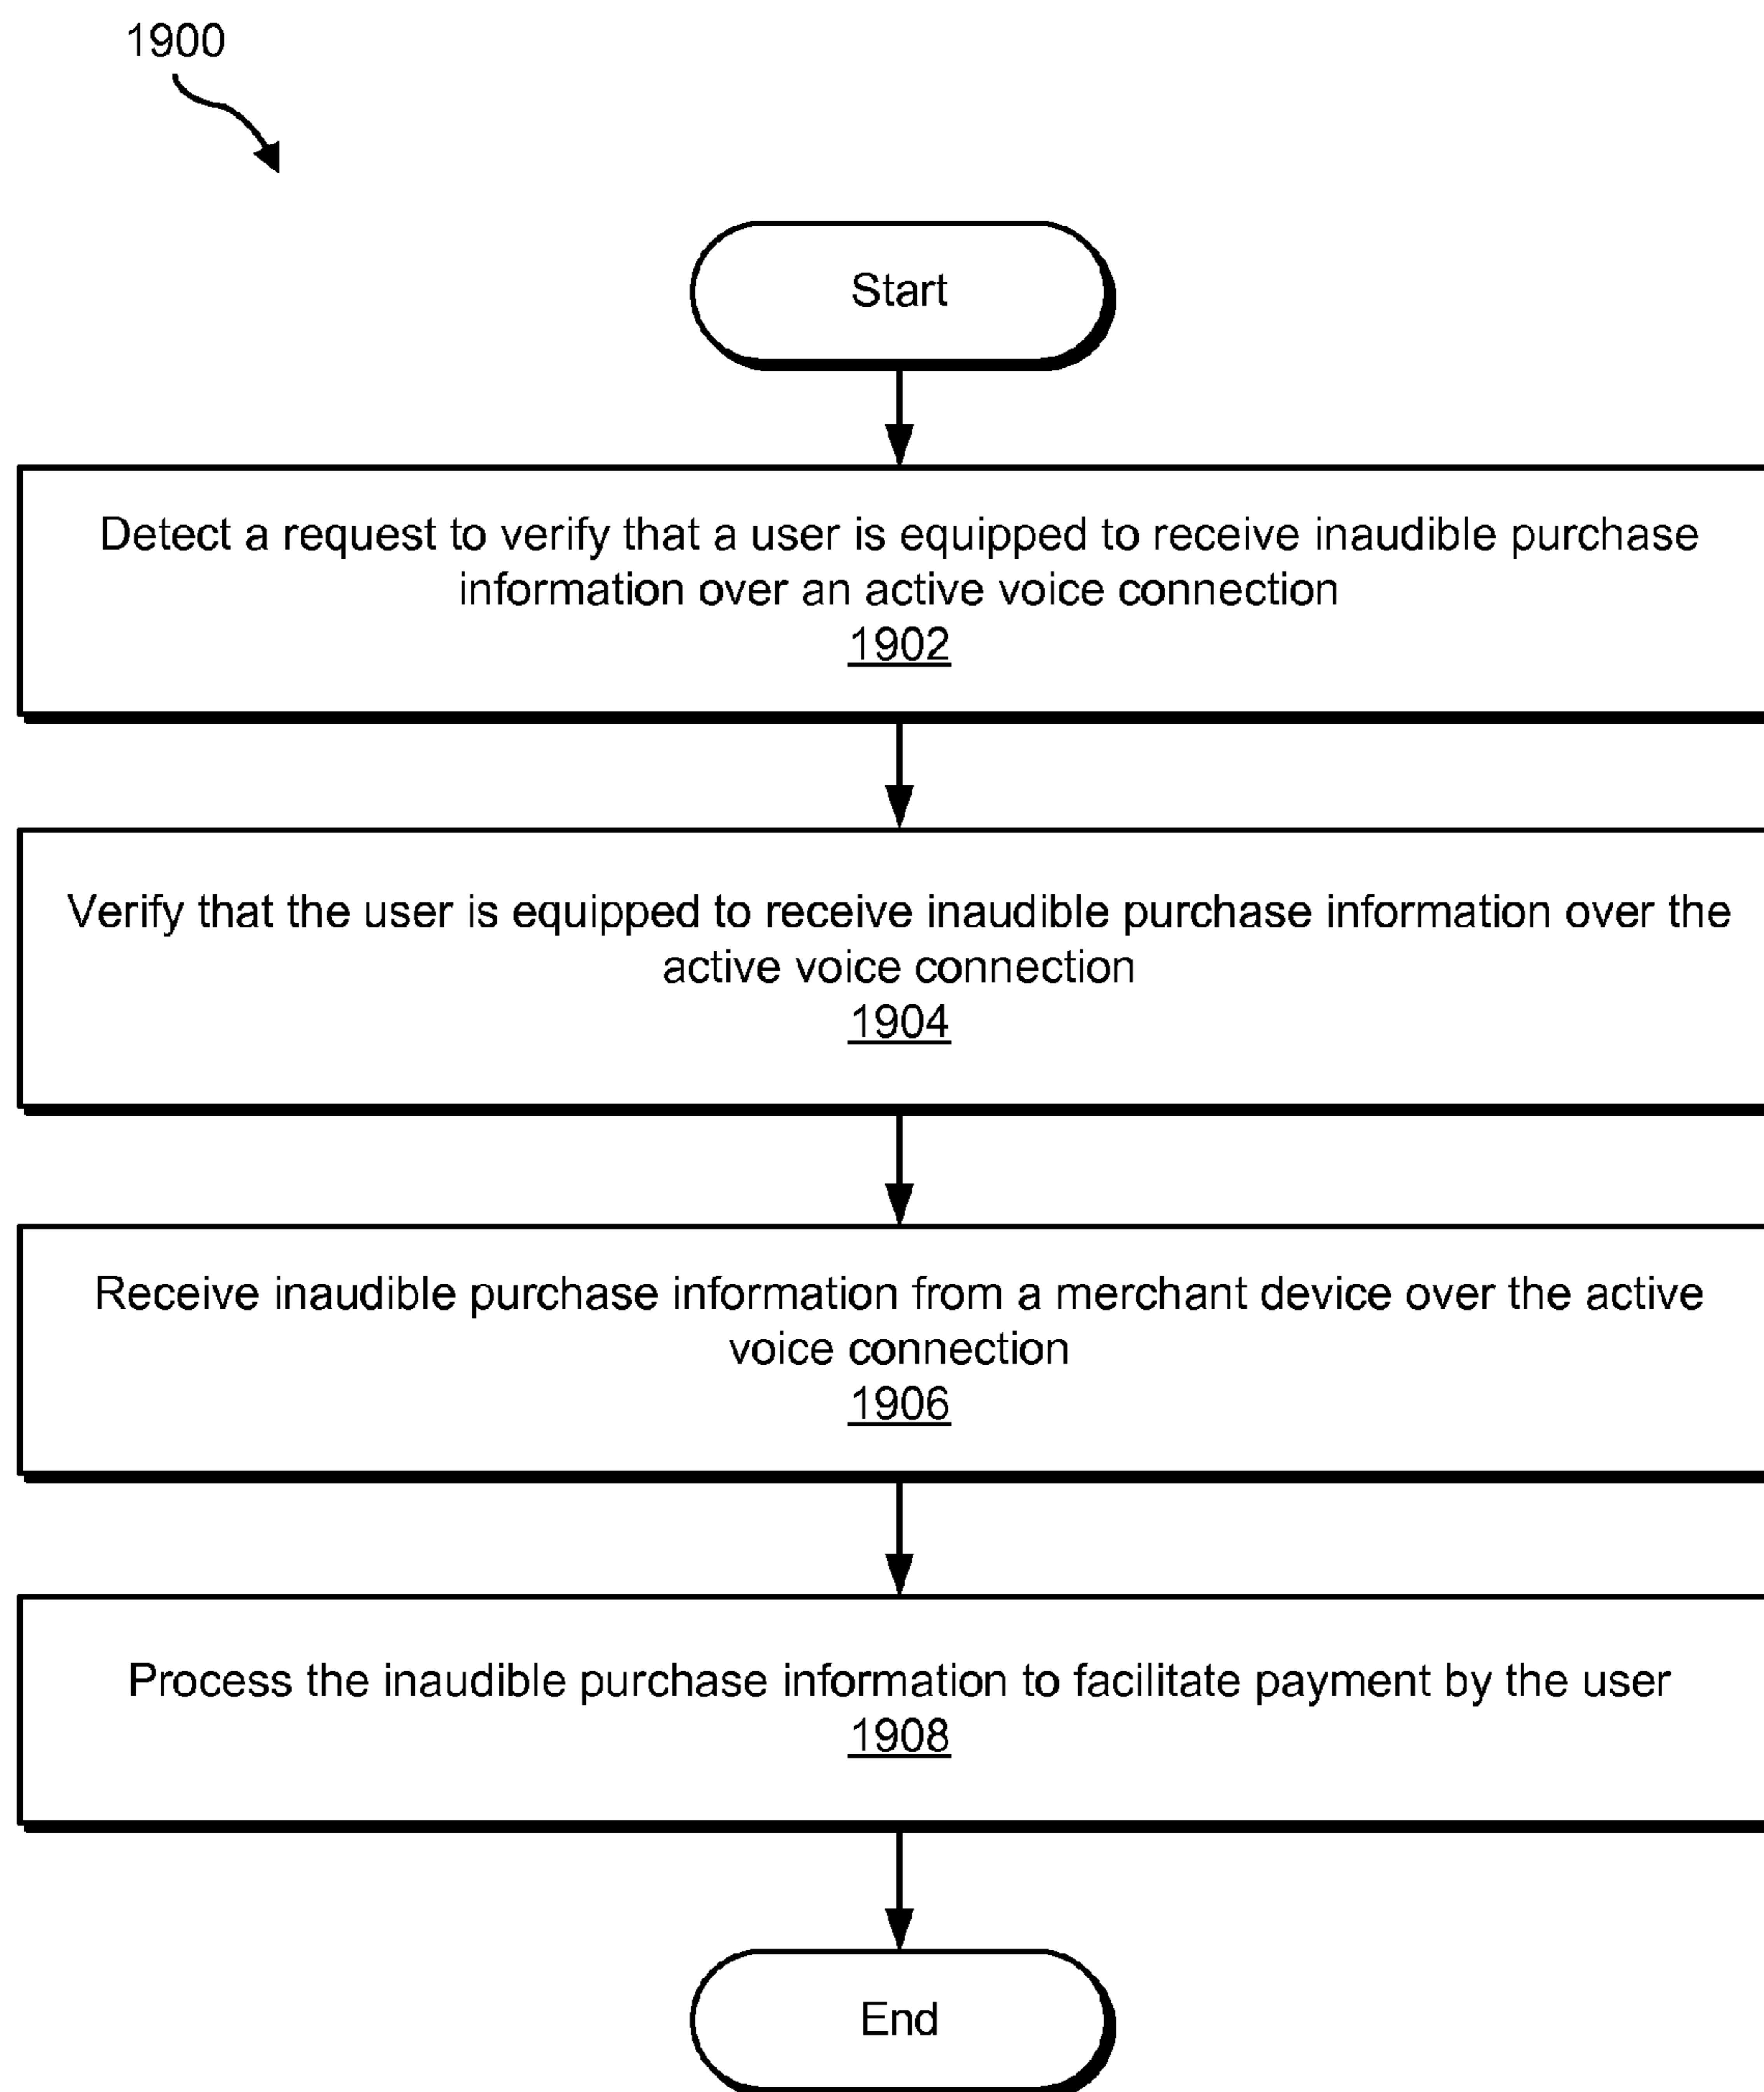 1900
Start
Detect a request to verify that a user is equipped to receive inaudible purchase
information over an active voice connection
1902
Verify that the user is equipped to receive inaudible purchase information over the
active voice connection
1904
Receive inaudible purchase information from a merchant device over the active
voice connection
1906
Process the inaudible purchase information to facilitate payment by the user
1908
End